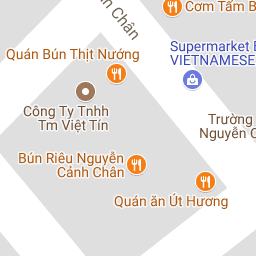 Cơm Tấm B
n Chân
Quán Bún Thịt Nướng
Supermarket B
VIETNAMESE
Công Ty Tnhh
Tm Việt Tín
Trường
Nguyễn C
Bún Riêu Nguyễn
Cảnh Chân
Quán ăn Út Hương